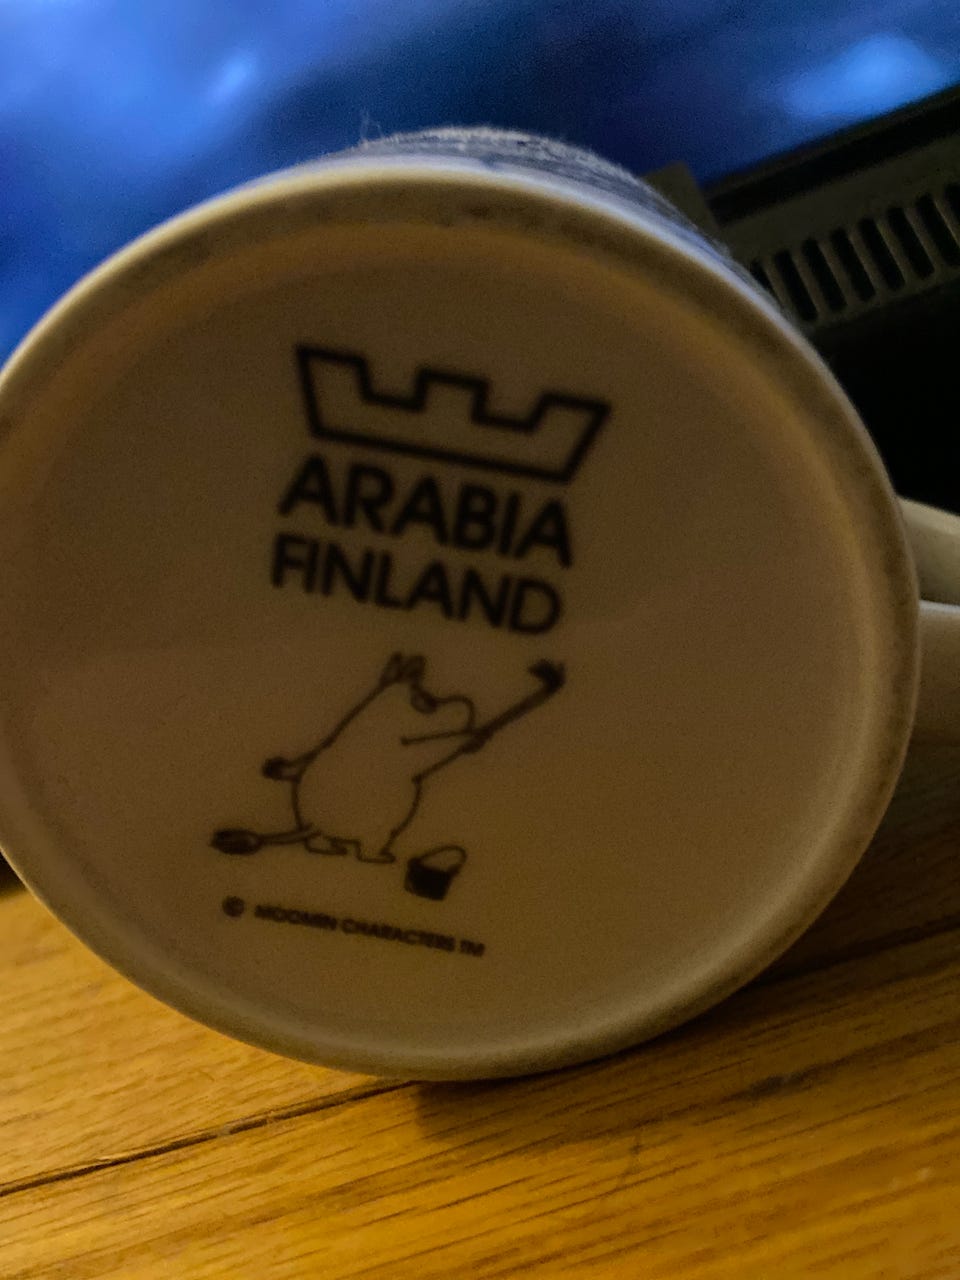 ARABIA
FINLAND
© MOOMIN CHARACTERS ™